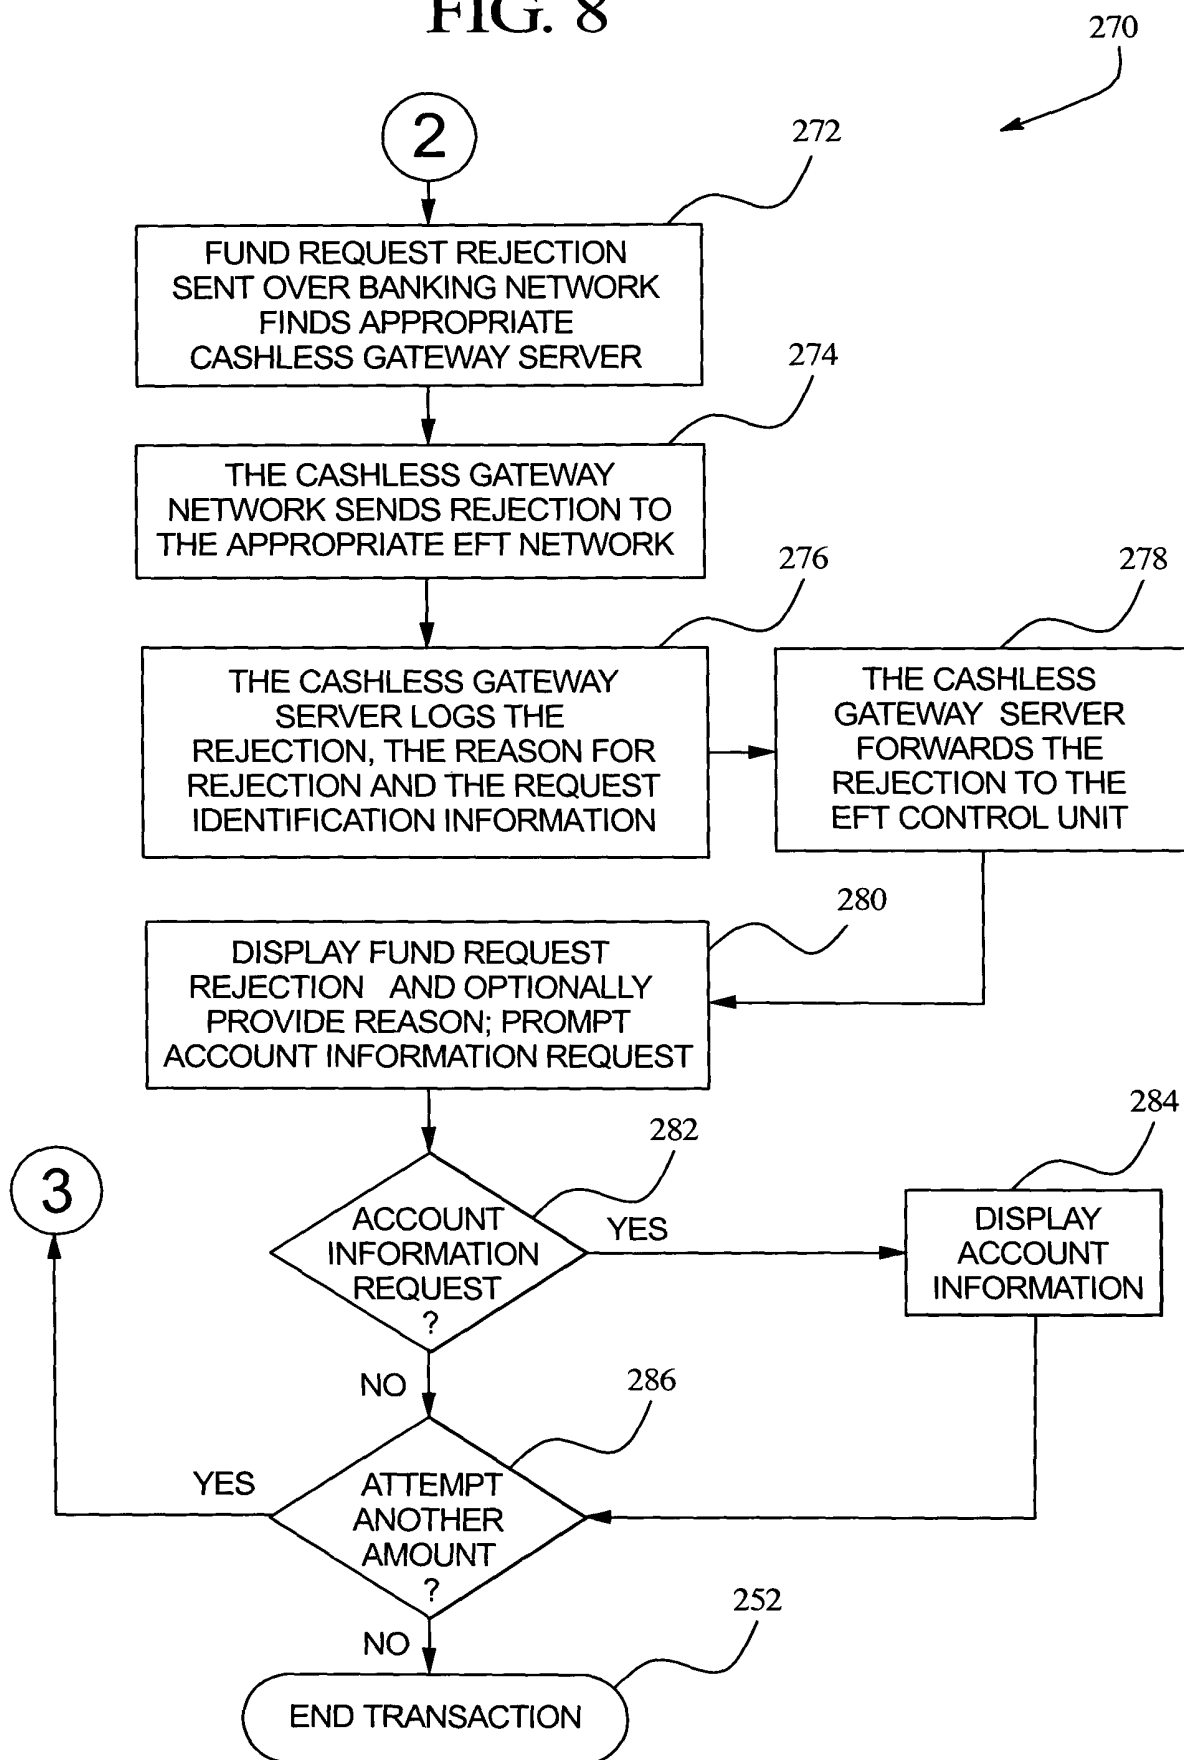 FIG. 8
270
2
272
FUND REQUEST REJECTION
SENT OVER BANKING NETWORK
FINDS APPROPRIATE
CASHLESS GATEWAY SERVER
274
THE CASHLESS GATEWAY
NETWORK SENDS REJECTION TO
THE APPROPRIATE EFT NETWORK
276
THE CASHLESS GATEWAY
SERVER LOGS THE
REJECTION, THE REASON FOR
REJECTION AND THE REQUEST
IDENTIFICATION INFORMATION
278
THE CASHLESS
GATEWAY SERVER
FORWARDS THE
REJECTION TO THE
EFT CONTROL UNIT
280
DISPLAY FUND REQUEST
REJECTION AND OPTIONALLY
PROVIDE REASON; PROMPT
ACCOUNT INFORMATION REQUEST
282
ACCOUNT
INFORMATION
REQUEST
?
YES
284
DISPLAY
ACCOUNT
INFORMATION
3
NO
286
ATTEMPT
ANOTHER
AMOUNT
?
YES
NO
252
END TRANSACTION